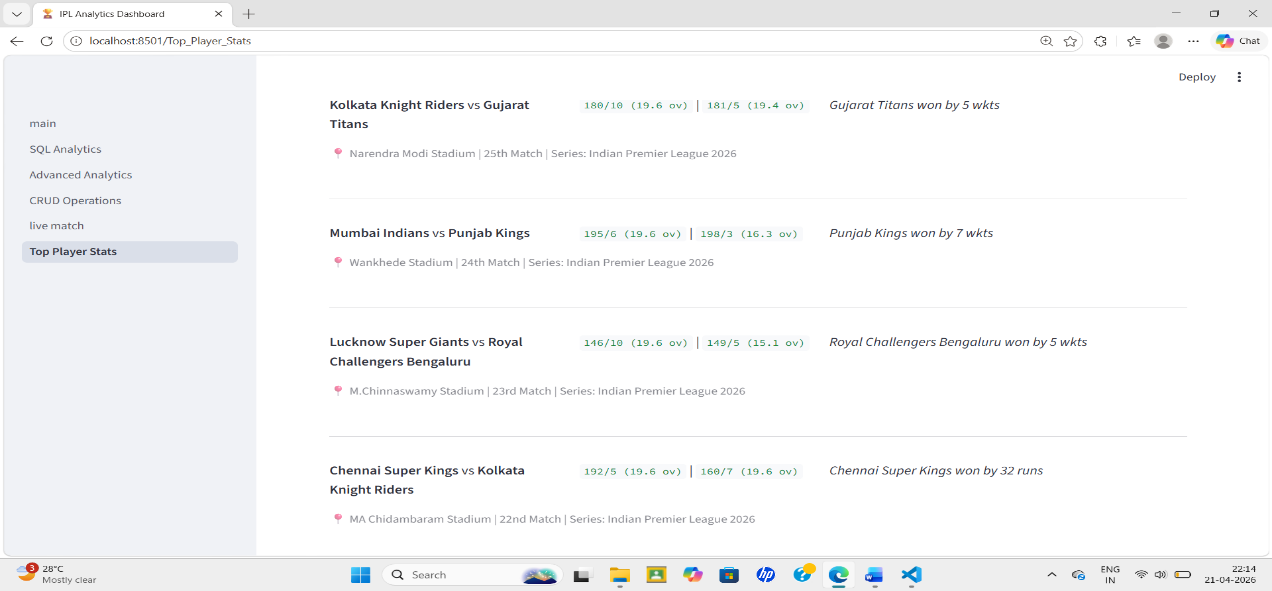 IPL Analytics Dashboard
localhost:8501/Top_Player_Stats
Chat
Deploy
main
SQL Analytics
Advanced Analytics
CRUD Operations
live match
Top Player Stats
Kolkata Knight Riders vs Gujarat
Titans
180/10 (19.6 ov) | 181/5 (19.4 ov)
Gujarat Titans won by 5 wkts
Narendra Modi Stadium | 25th Match | Series: Indian Premier League 2026
Mumbai Indians vs Punjab Kings
195/6 (19.6 ov) | 198/3 (16.3 ov)
Punjab Kings won by 7 wkts
Wankhede Stadium | 24th Match | Series: Indian Premier League 2026
Lucknow Super Giants vs Royal
Challengers Bengaluru
146/10 (19.6 ov) | 149/5 (15.1 ov)
Royal Challengers Bengaluru won by 5 wkts
M.Chinnaswamy Stadium | 23rd Match | Series: Indian Premier League 2026
Chennai Super Kings vs Kolkata
Knight Riders
192/5 (19.6 ov) | 160/7 (19.6 ov)
Chennai Super Kings won by 32 runs
MA Chidambaram Stadium | 22nd Match | Series: Indian Premier League 2026
3
28°C
Mostly clear
Search
hp
ENG
IN
22:14
21-04-2026